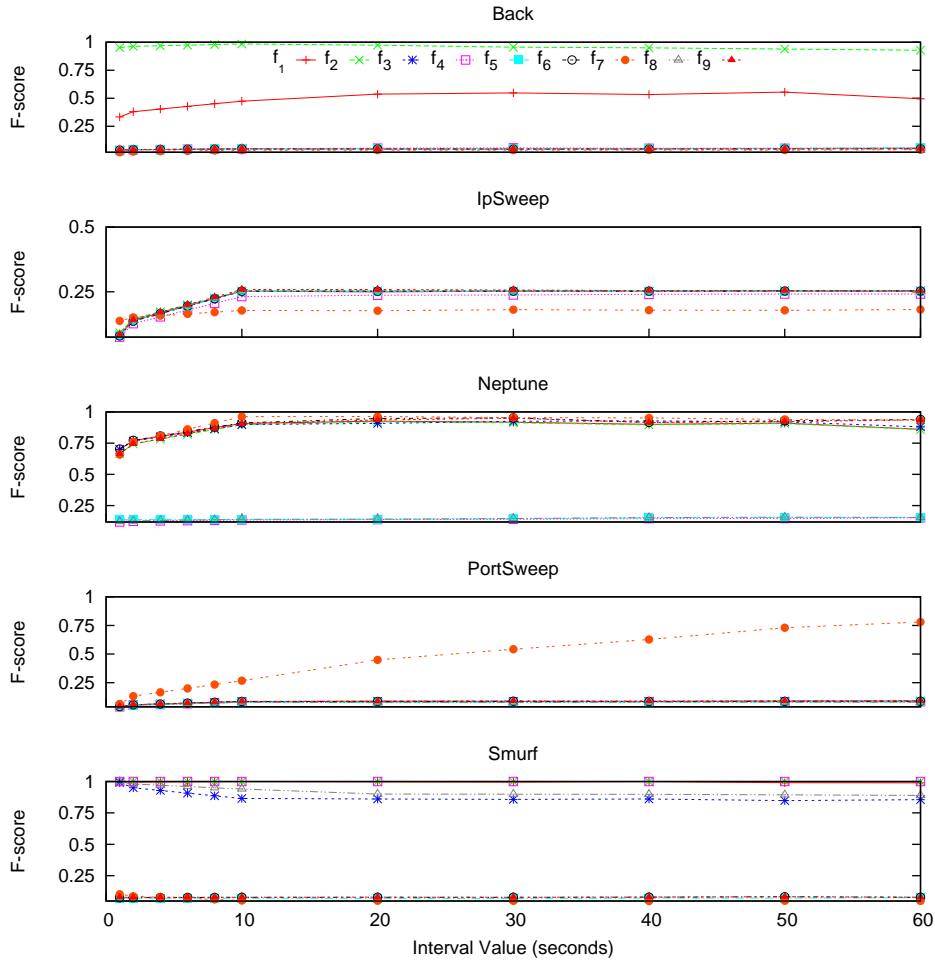 Back
F-score
1
0.75
0.5
0.25
f1 f2 f3 f4 f5 f6 f7 f8 f9
IpSweep
F-score
0.5
0.25
Neptune
F-score
1
0.75
0.5
0.25
PortSweep
F-score
1
0.75
0.5
0.25
Smurf
F-score
1
0.75
0.5
0.25
0 10 20 30 40 50 60
Interval Value (seconds)